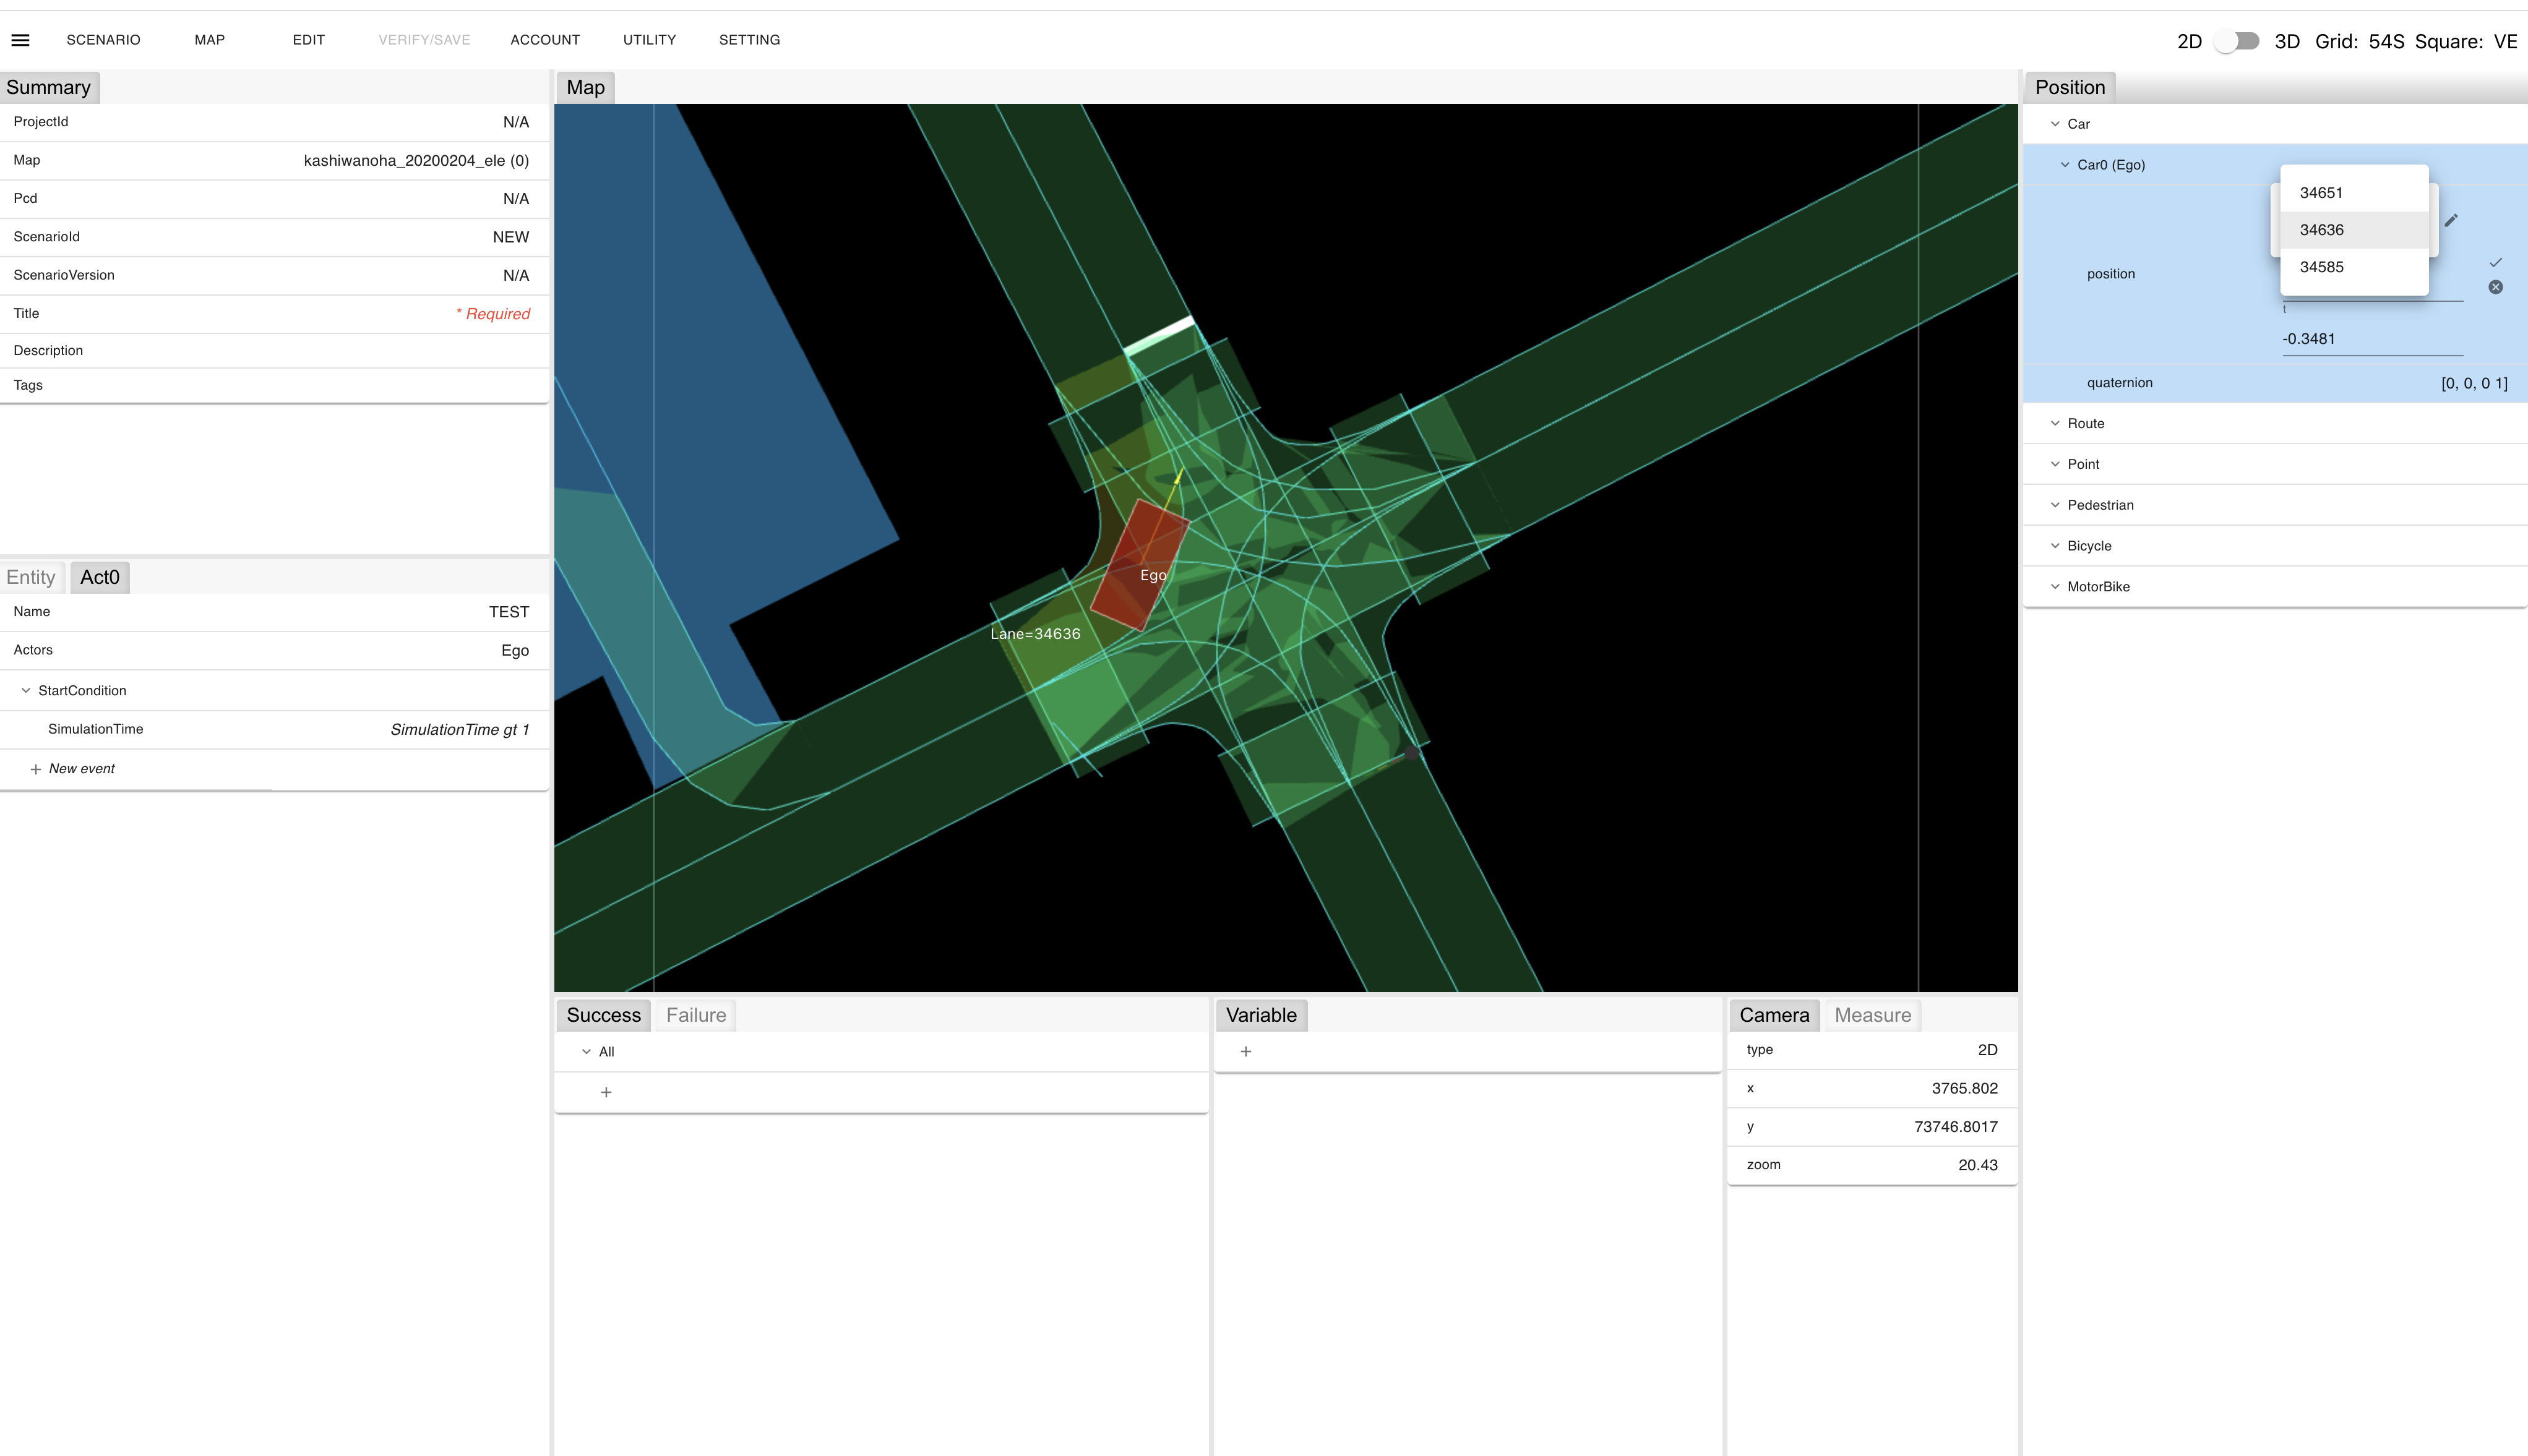 SCENARIO MAP EDIT VERIFY/SAVE ACCOUNT UTILITY SETTING 2D 3D Grid: 54S Square: VE
Summary
ProjectId N/A
Map kashiwanoha_20200204_ele (0)
Pcd N/A
ScenarioId NEW
ScenarioVersion N/A
Title * Required
Description
Tags
Entity Act0
Name TEST
Actors Ego
StartCondition
SimulationTime SimulationTime gt 1
+ New event
Map
Ego
Lane=34636
Success Failure
All
+
Variable
+
Camera Measure
type 2D
x 3765.802
y 73746.8017
zoom 20.43
Position
Car
Car0 (Ego)
34651
34636
34585
position
t
-0.3481
quaternion [0, 0, 0 1]
Route
Point
Pedestrian
Bicycle
MotorBike